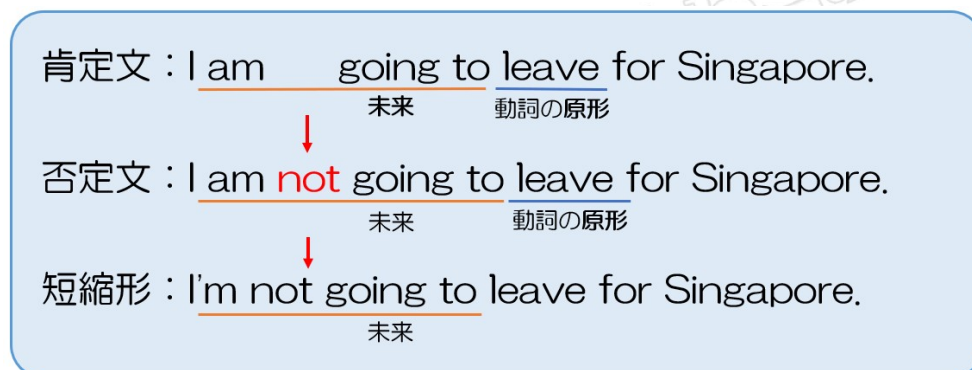 肯定文：I am going to leave for Singapore.
未来 動詞の原形
否定文：I am not going to leave for Singapore.
未来 動詞の原形
短縮形：I'm not going to leave for Singapore.
未来